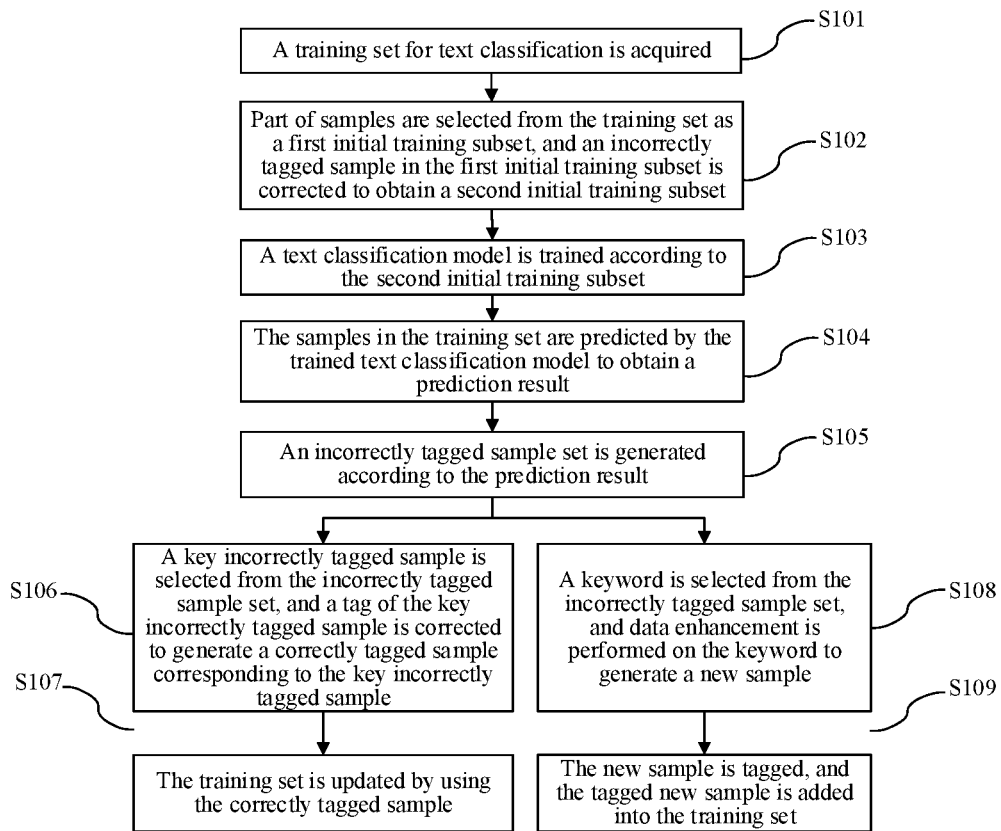 S101
A training set for text classification is acquired
Part of samples are selected from the training set as
a first initial training subset, and an incorrectly
tagged sample in the first initial training subset is
corrected to obtain a second initial training subset
S102
S103
A text classification model is trained according to
the second initial training subset
The samples in the training set are predicted by the
trained text classification model to obtain a
prediction result
S104
S105
An incorrectly tagged sample set is generated
according to the prediction result
S106
A key incorrectly tagged sample is
selected from the incorrectly tagged
sample set, and a tag of the key
incorrectly tagged sample is corrected
to generate a correctly tagged sample
corresponding to the key incorrectly
tagged sample
A keyword is selected from the
incorrectly tagged sample set,
and data enhancement is
performed on the keyword to
generate a new sample
S108
S107
S109
The training set is updated by using
the correctly tagged sample
The new sample is tagged, and
the tagged new sample is added
into the training set